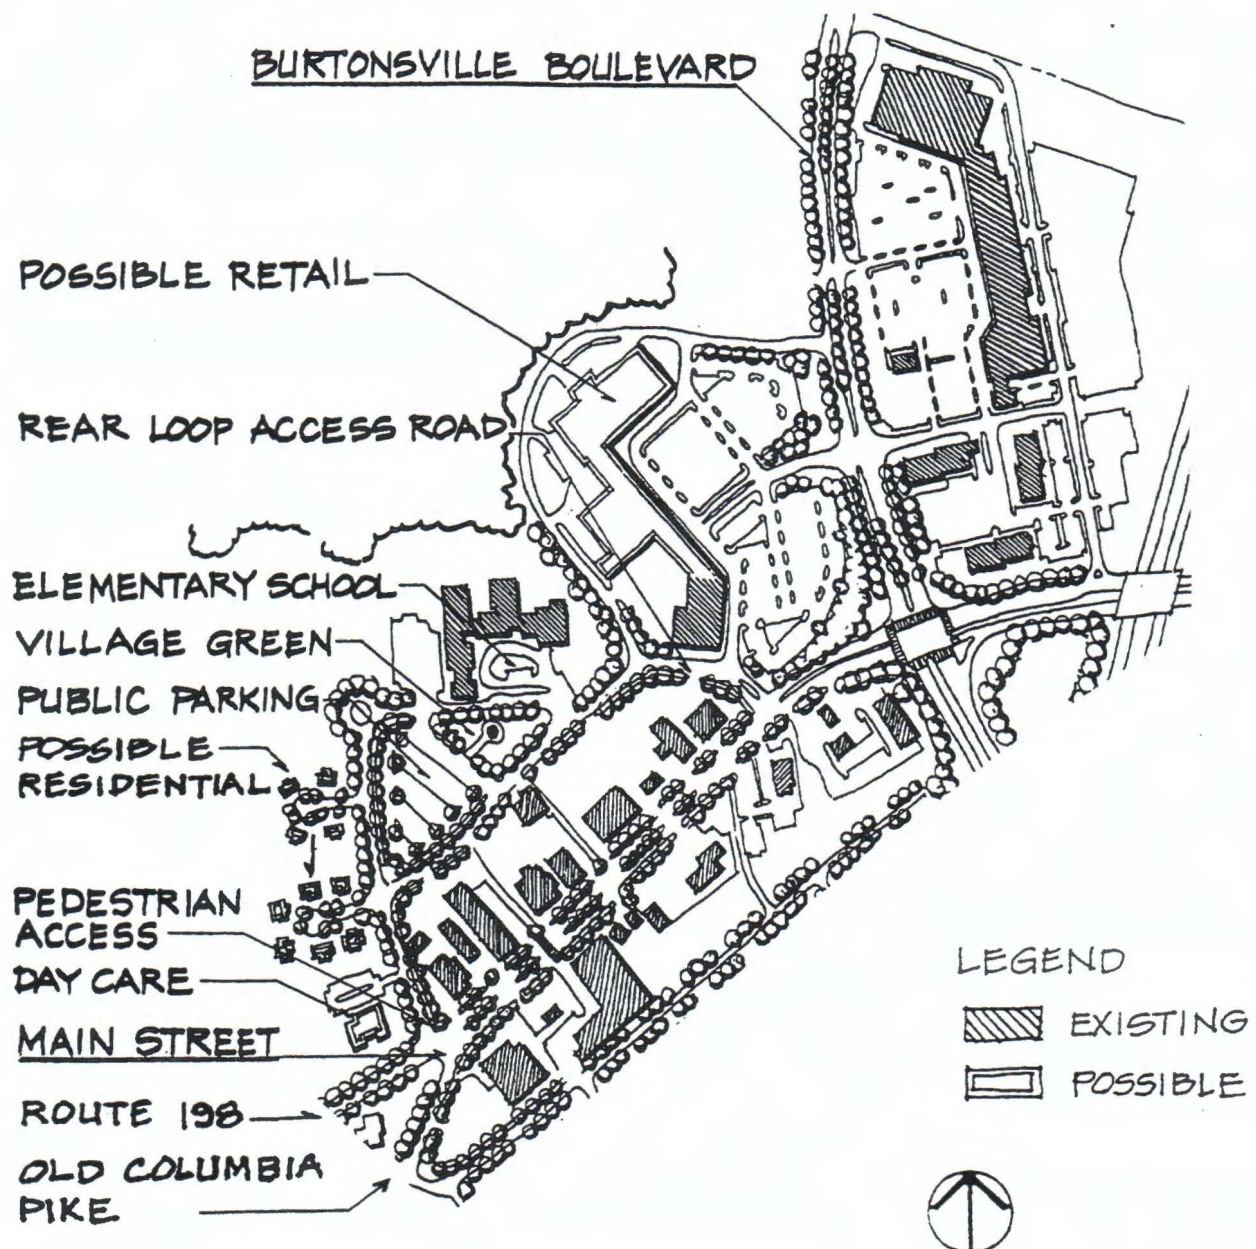 BURTONSVILLE BOULEVARD
POSSIBLE RETAIL
REAR LOOP ACCESS ROAD
ELEMENTARY SCHOOL
VILLAGE GREEN
PUBLIC PARKING
POSSIBLE
RESIDENTIAL
PEDESTRIAN
ACCESS
DAY CARE
MAIN STREET
ROUTE 198
OLD COLUMBIA
PIKE
LEGEND
EXISTING
POSSIBLE